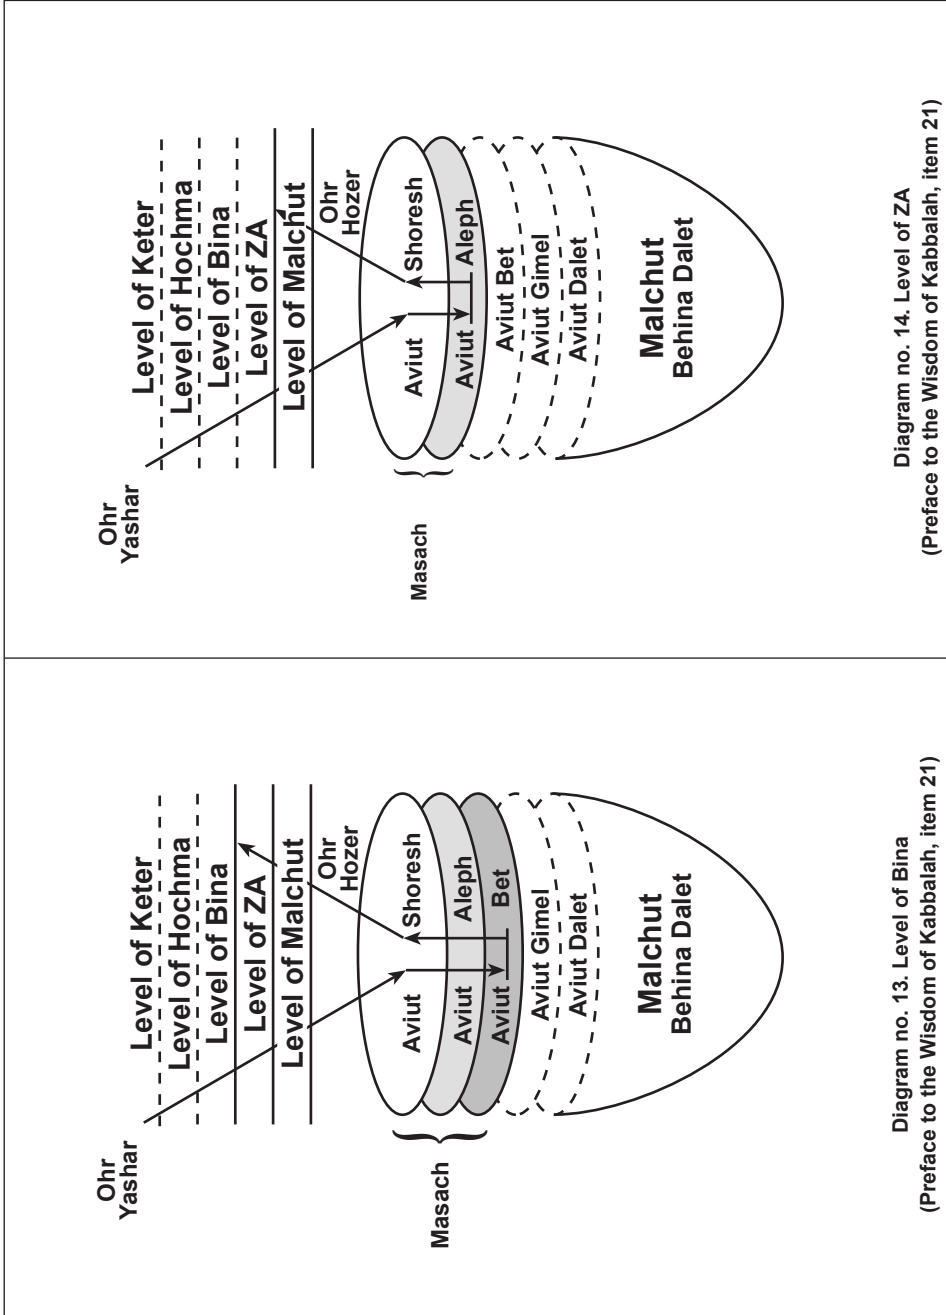 Ohr
Yashar
Level of Keter
Level of Hochma
Level of Bina
Level of ZA
Level of Malchut
Ohr
Hozer
Masach
Aviut Shoresh
Aviut Aleph
Aviut Bet
Aviut Gimel
Aviut Dalet
Malchut
Behina Dalet
Diagram no. 13. Level of Bina
(Preface to the Wisdom of Kabbalah, item 21)
Ohr
Yashar
Level of Keter
Level of Hochma
Level of Bina
Level of ZA
Level of Malchut
Ohr
Hozer
Masach
Aviut Shoresh
Aviut Aleph
Aviut Bet
Aviut Gimel
Aviut Dalet
Malchut
Behina Dalet
Diagram no. 14. Level of ZA
(Preface to the Wisdom of Kabbalah, item 21)